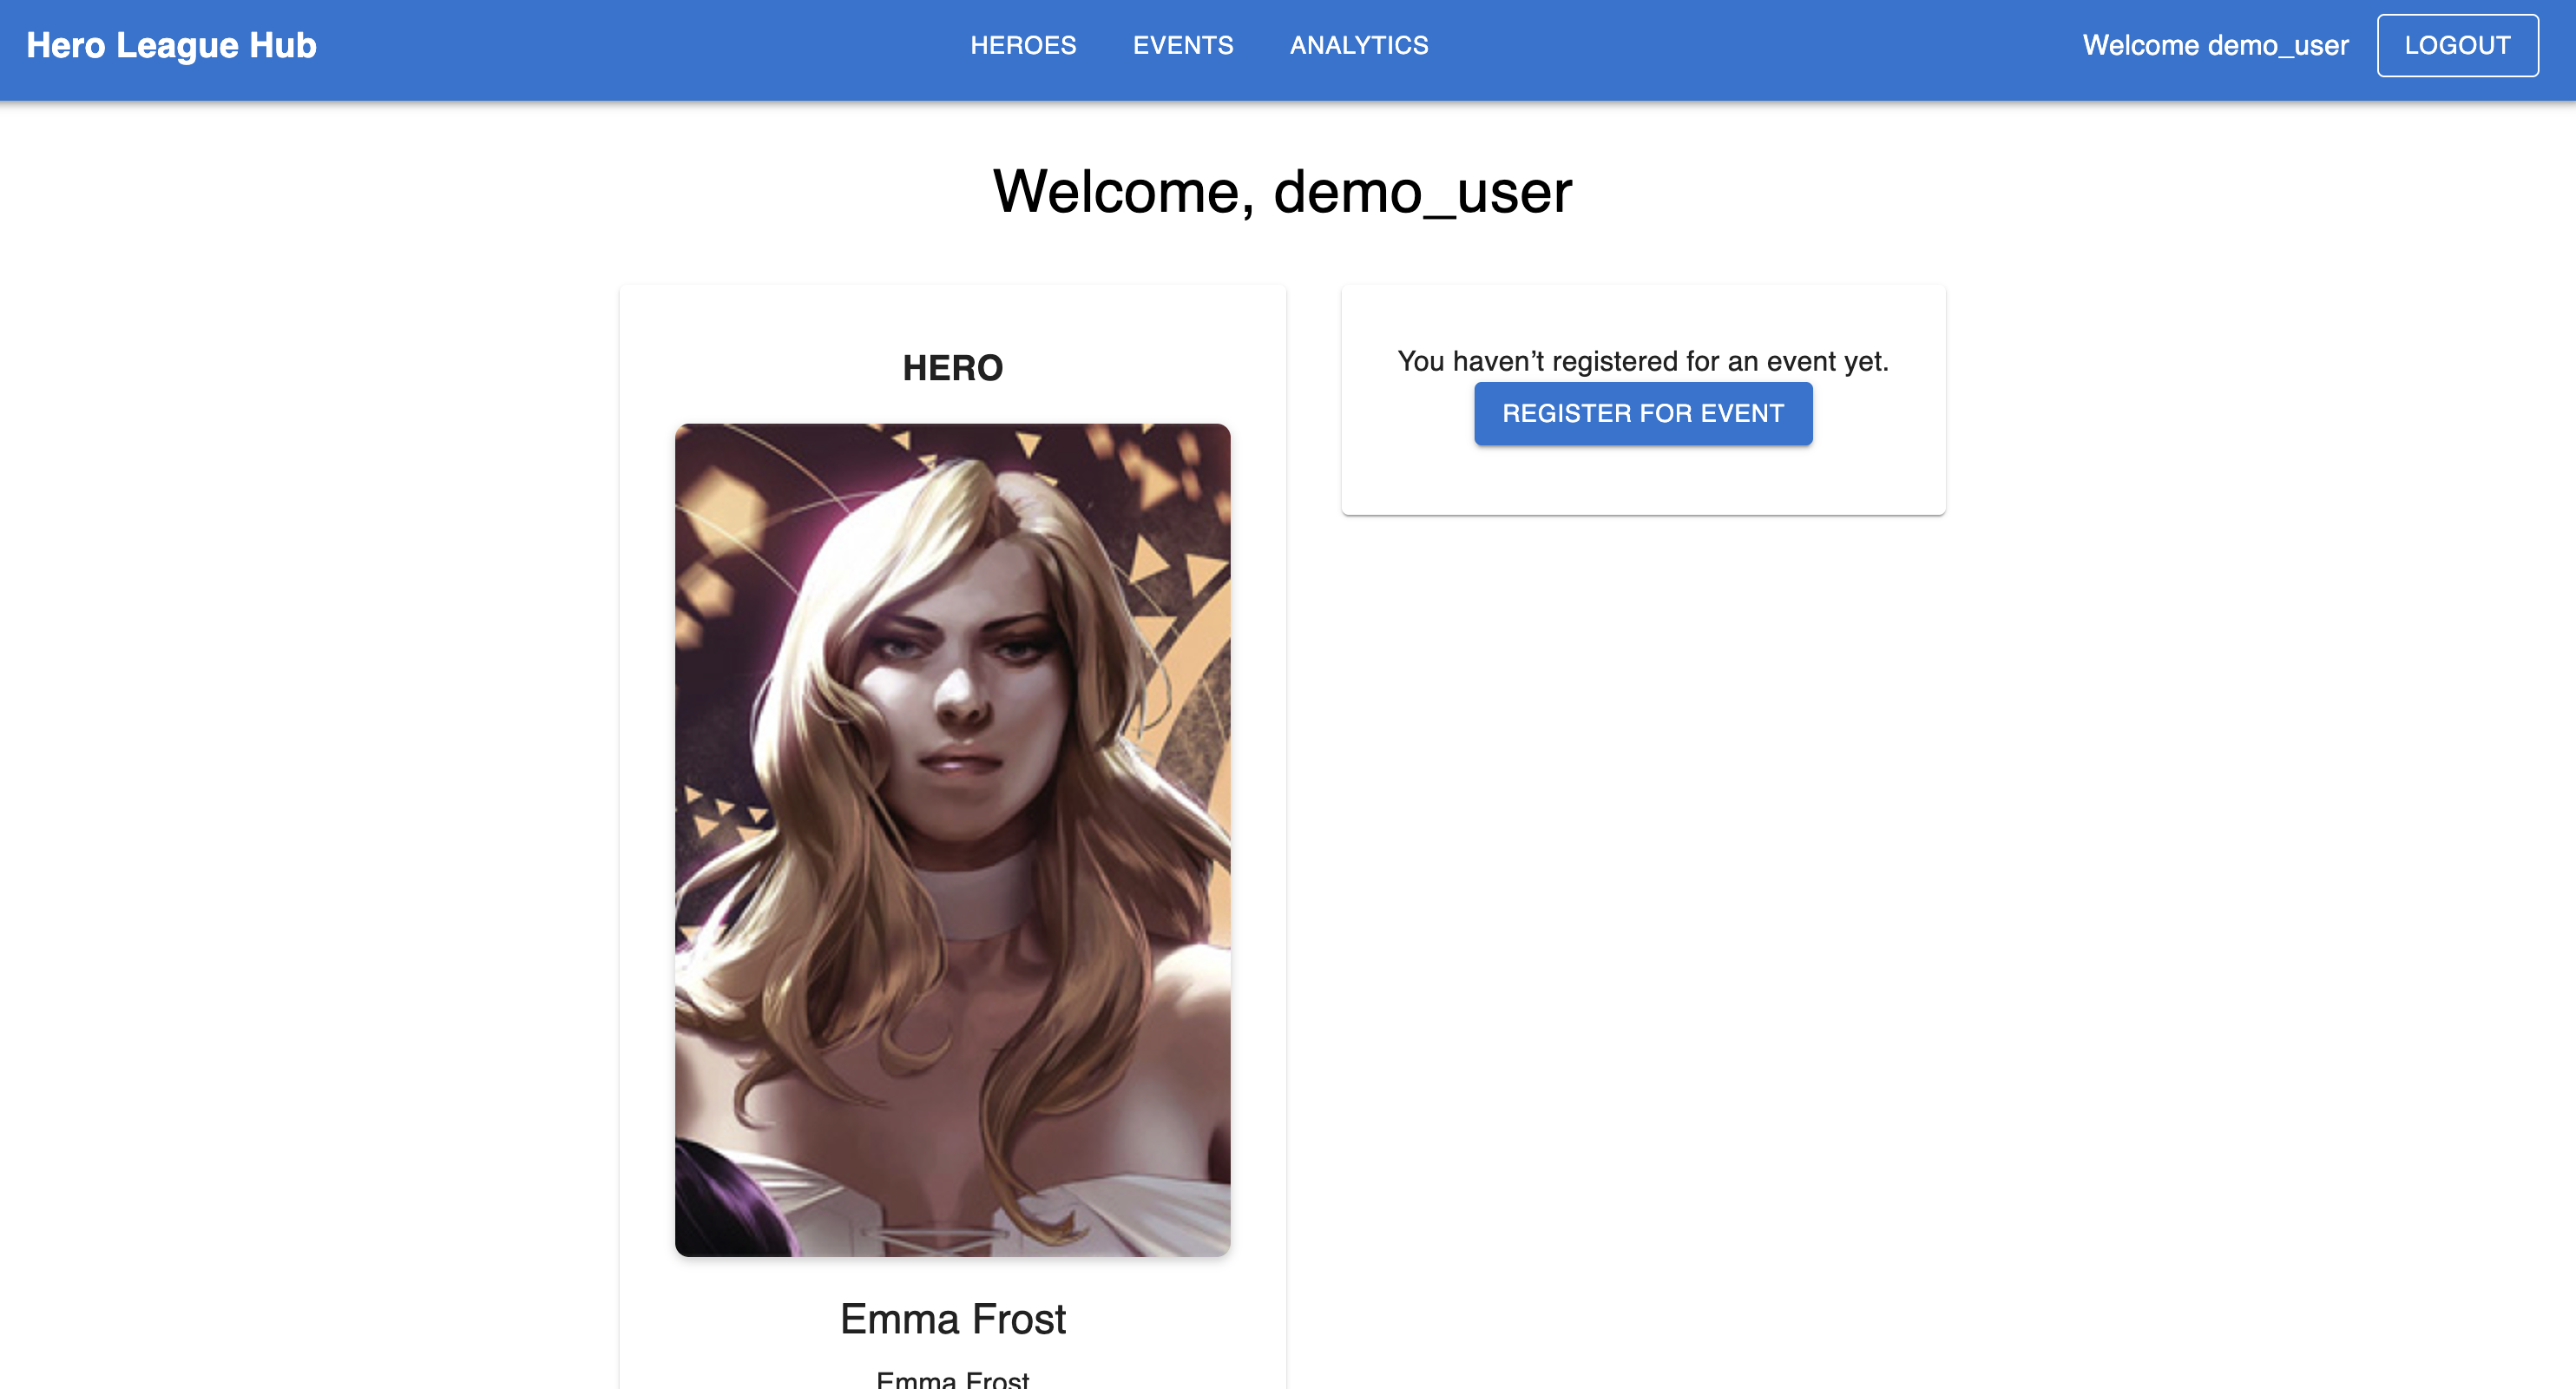 Hero League Hub
HEROES EVENTS ANALYTICS
Welcome demo_user
LOGOUT
Welcome, demo_user
HERO
Emma Frost
Emma Frost
You haven’t registered for an event yet.
REGISTER FOR EVENT